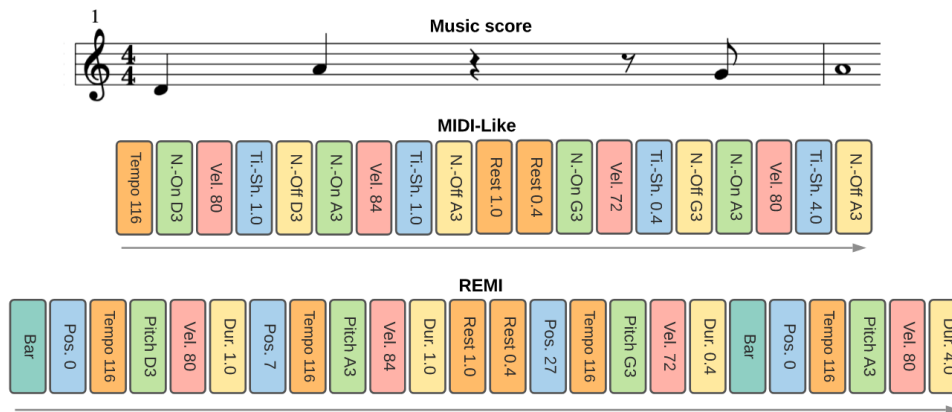 1
Music score
4
4
MIDI-Like
Tempo 116 N.-On D3 Vel. 80 Ti.-Sh. 1.0 N.-Off D3 N.-On A3 Vel. 84 Ti.-Sh. 1.0 N.-Off A3 Rest 1.0 Rest 0.4 N.-On G3 Vel. 72 Ti.-Sh. 0.4 N.-Off G3 N.-On A3 Vel. 80 Ti.-Sh. 4.0 N.-Off A3
REMI
Bar Pos. 0 Tempo 116 Pitch D3 Vel. 80 Dur. 1.0 Pos. 7 Tempo 116 Pitch A3 Vel. 84 Dur. 1.0 Rest 1.0 Rest 0.4 Pos. 27 Tempo 116 Pitch G3 Vel. 72 Dur. 0.4 Bar Pos. 0 Tempo 116 Pitch A3 Vel. 80 Dur. 4.0